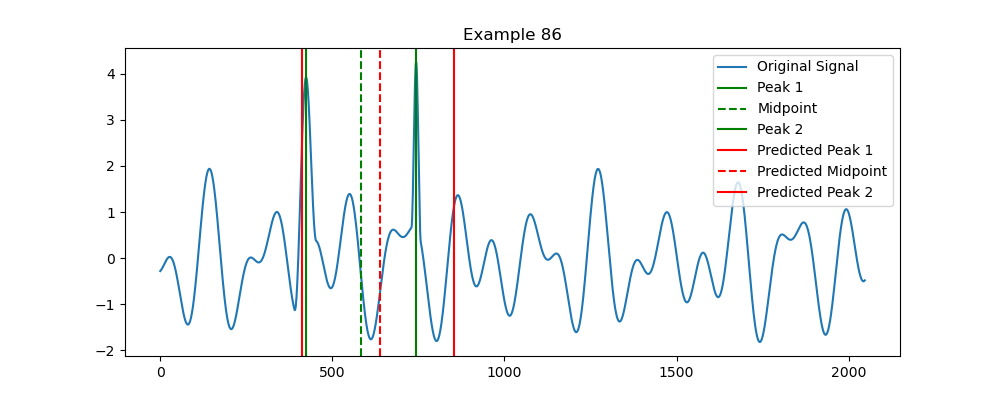 Example 86
4
3
2
1
0
−1
−2
0
500
1000
1500
2000
Original Signal
Peak 1
Midpoint
Peak 2
Predicted Peak 1
Predicted Midpoint
Predicted Peak 2